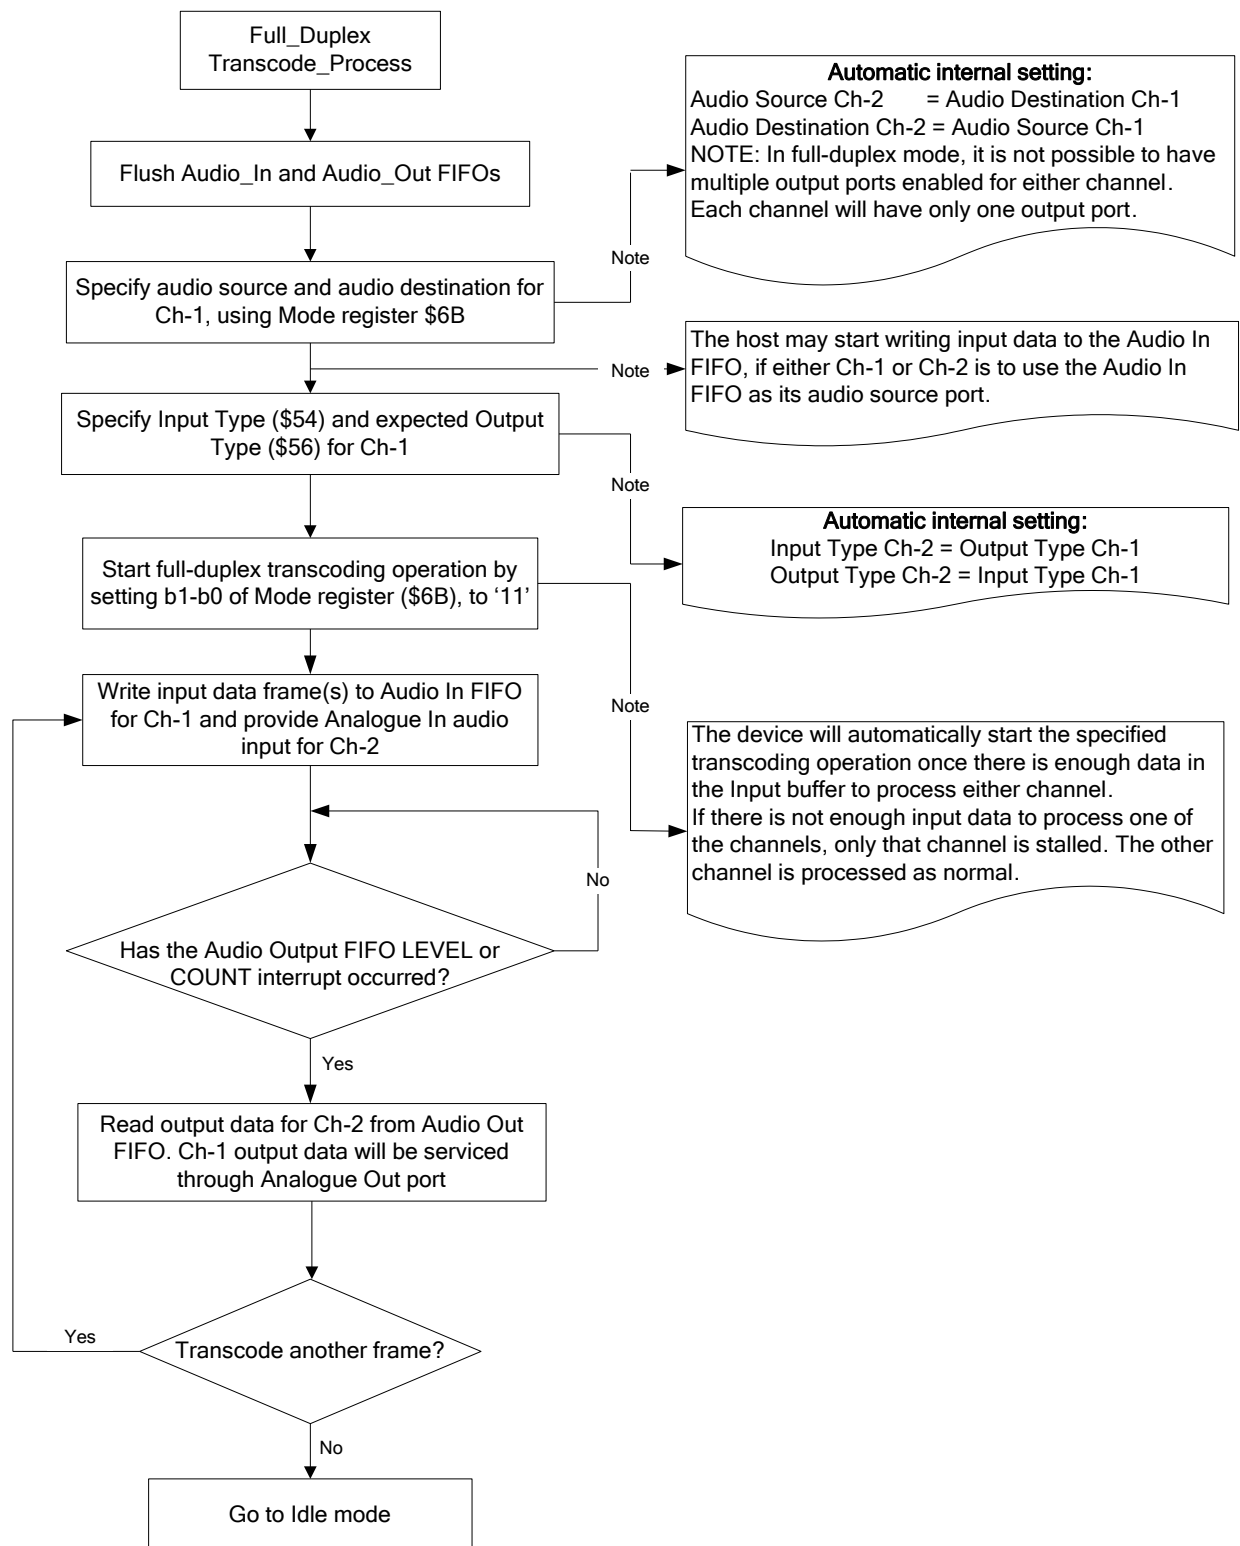 Full_Duplex
Transcode_Process
Flush Audio_In and Audio_Out FIFOs
Specify audio source and audio destination for
Ch-1, using Mode register $6B
Note
Automatic internal setting:
Audio Source Ch-2 = Audio Destination Ch-1
Audio Destination Ch-2 = Audio Source Ch-1
NOTE: In full-duplex mode, it is not possible to have
multiple output ports enabled for either channel.
Each channel will have only one output port.
Note
The host may start writing input data to the Audio In
FIFO, if either Ch-1 or Ch-2 is to use the Audio In
FIFO as its audio source port.
Specify Input Type ($54) and expected Output
Type ($56) for Ch-1
Note
Automatic internal setting:
Input Type Ch-2 = Output Type Ch-1
Output Type Ch-2 = Input Type Ch-1
Start full-duplex transcoding operation by
setting b1-b0 of Mode register ($6B), to ‘11’
Note
The device will automatically start the specified
transcoding operation once there is enough data in
the Input buffer to process either channel.
If there is not enough input data to process one of
the channels, only that channel is stalled. The other
channel is processed as normal.
Write input data frame(s) to Audio In FIFO
for Ch-1 and provide Analogue In audio
input for Ch-2
No
Has the Audio Output FIFO LEVEL or
COUNT interrupt occurred?
Yes
Read output data for Ch-2 from Audio Out
FIFO. Ch-1 output data will be serviced
through Analogue Out port
Yes
Transcode another frame?
No
Go to Idle mode